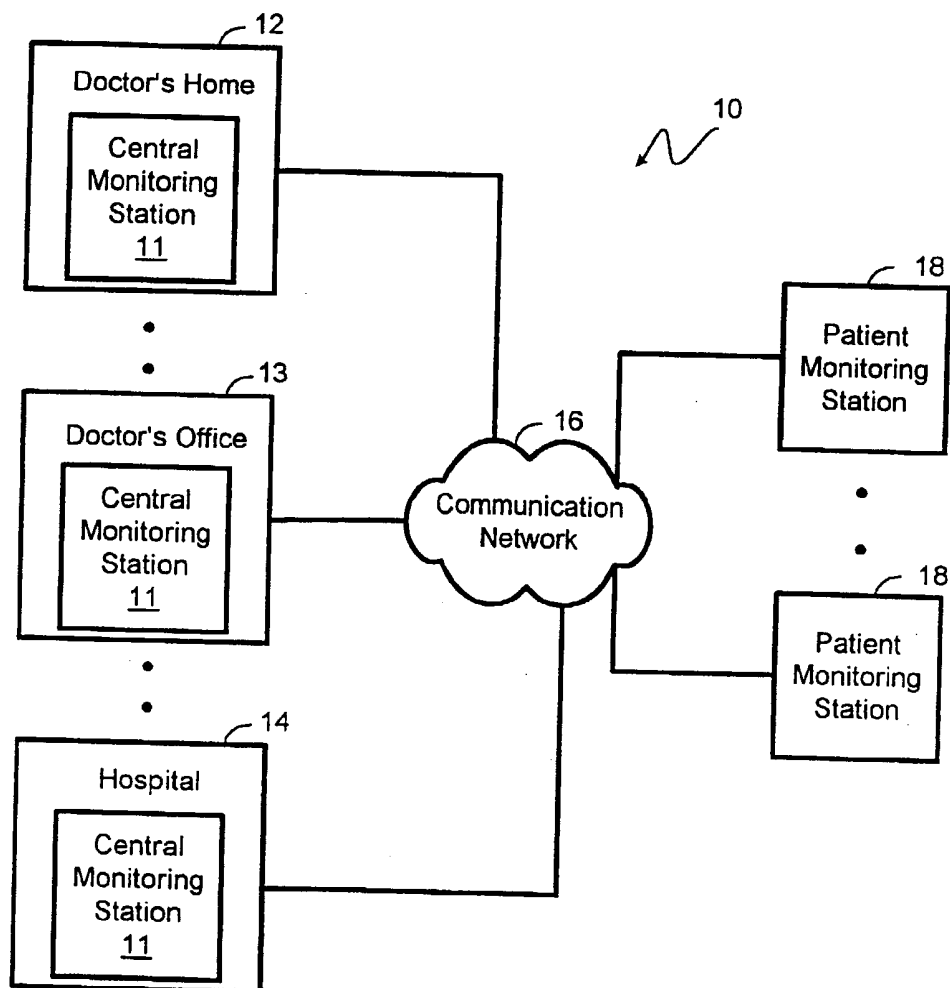 12
Doctor's Home
Central
Monitoring
Station
11
10
13
Doctor's Office
Central
Monitoring
Station
11
14
Hospital
Central
Monitoring
Station
11
16
Communication
Network
18
Patient
Monitoring
Station
18
Patient
Monitoring
Station